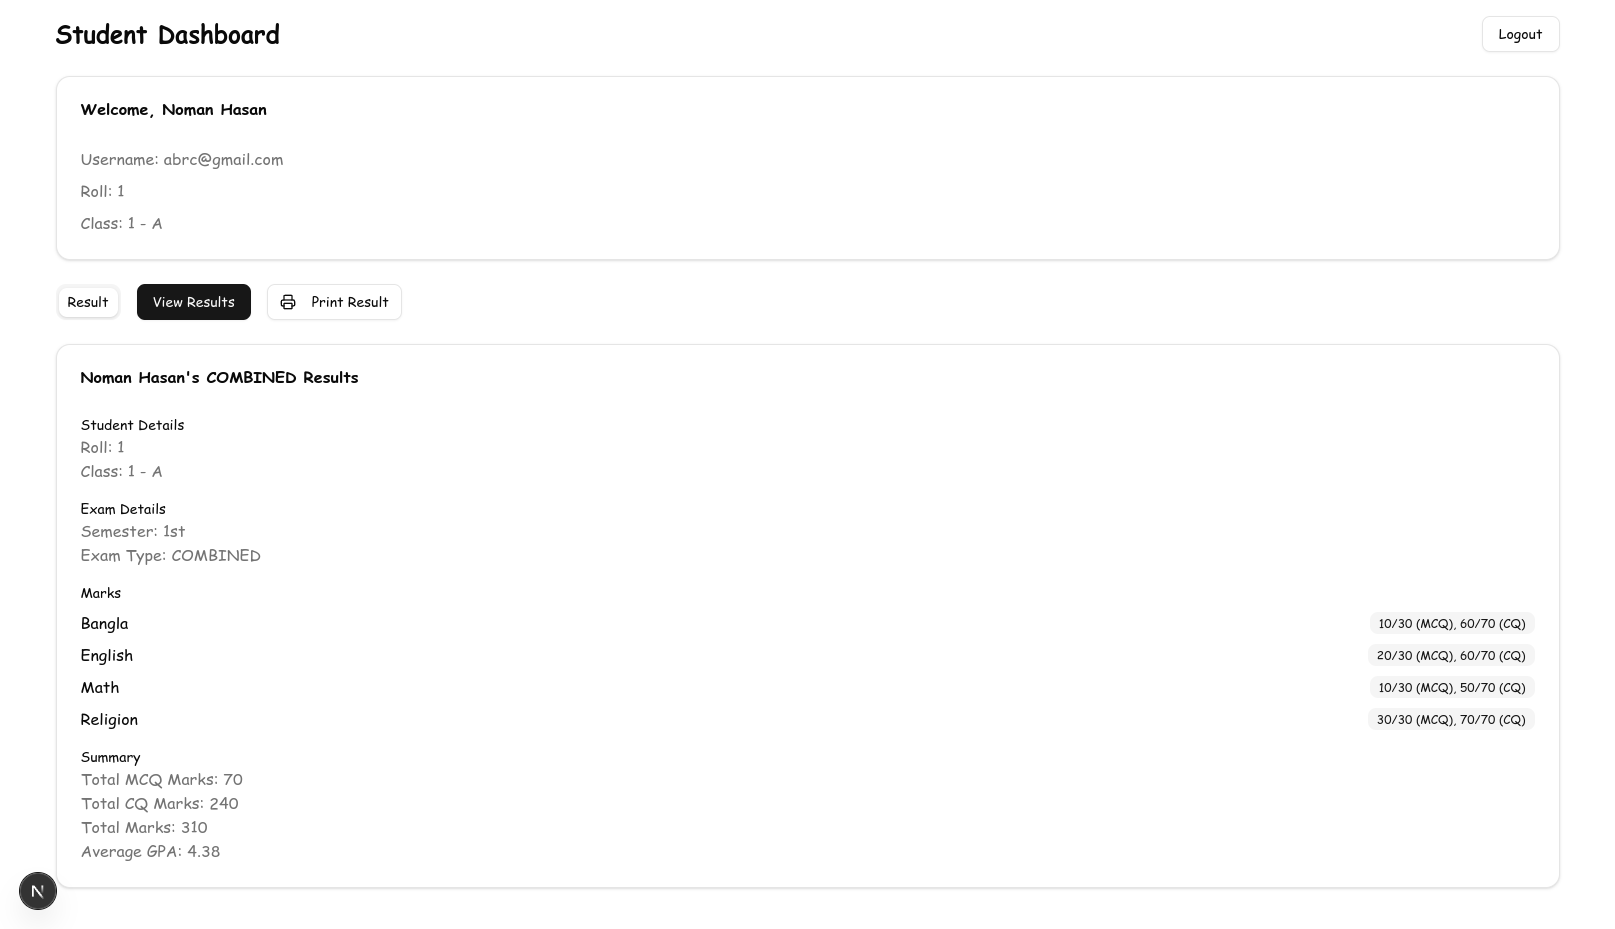 Student Dashboard
Logout
Welcome, Noman Hasan
Username: abrc@gmail.com
Roll: 1
Class: 1 - A
Result
View Results
Print Result
Noman Hasan's COMBINED Results
Student Details
Roll: 1
Class: 1 - A
Exam Details
Semester: 1st
Exam Type: COMBINED
Marks
Bangla 10/30 (MCQ), 60/70 (CQ)
English 20/30 (MCQ), 60/70 (CQ)
Math 10/30 (MCQ), 50/70 (CQ)
Religion 30/30 (MCQ), 70/70 (CQ)
Summary
Total MCQ Marks: 70
Total CQ Marks: 240
Total Marks: 310
Average GPA: 4.38
N